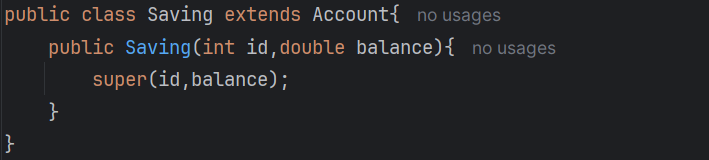 public class Saving extends Account{ no usages
    public Saving(int id,double balance){ no usages
        super(id,balance);
    }
}